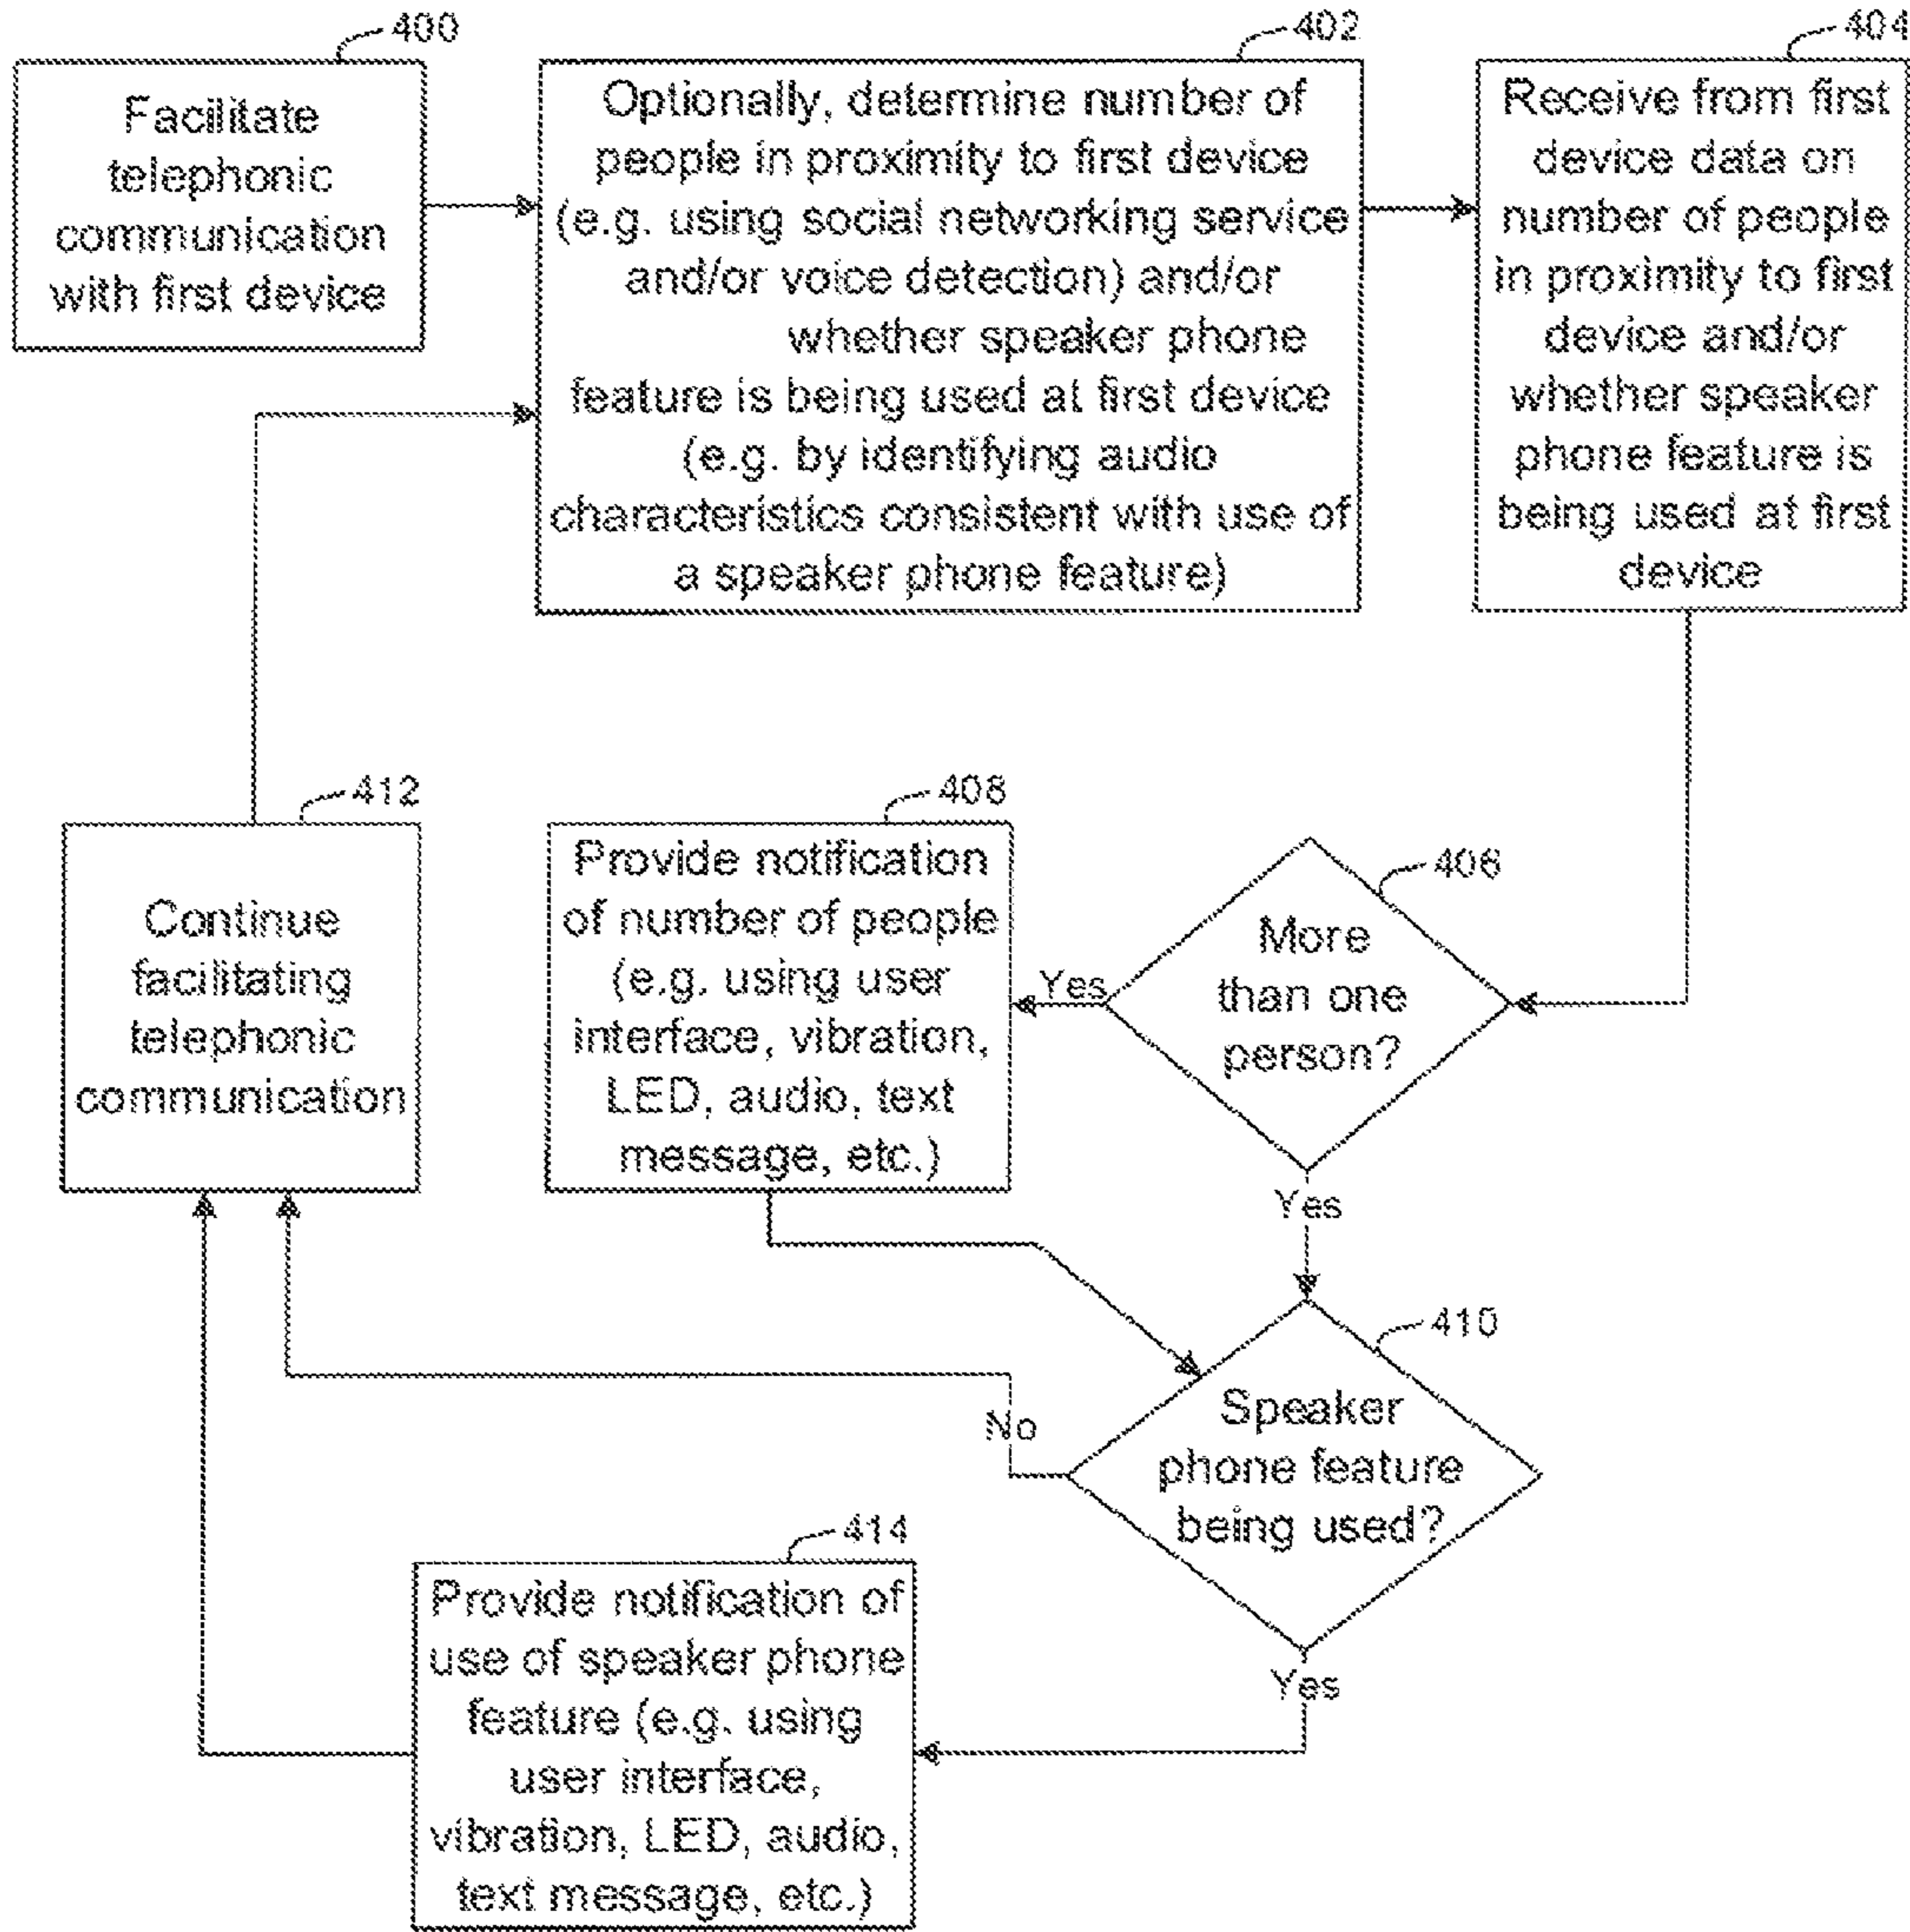 400
Facilitate
telephonic
communication
with first device
402
Optionally, determine number of
people in proximity to first device
(e.g. using social networking service
and/or voice detection) and/or
whether speaker phone
feature is being used at first device
(e.g. by identifying audio
characteristics consistent with use of
a speaker phone feature)
404
Receive from first
device data on
number of people
in proximity to first
device and/or
whether speaker
phone feature is
being used at first
device
406
More
than one
person?
Yes
Yes
408
Provide notification
of number of people
(e.g. using user
interface, vibration,
LED, audio, text
message, etc.)
410
Speaker
phone feature
being used?
No
Yes
412
Continue
facilitating
telephonic
communication
414
Provide notification of
use of speaker phone
feature (e.g. using
user interface,
vibration, LED, audio,
text message, etc.)